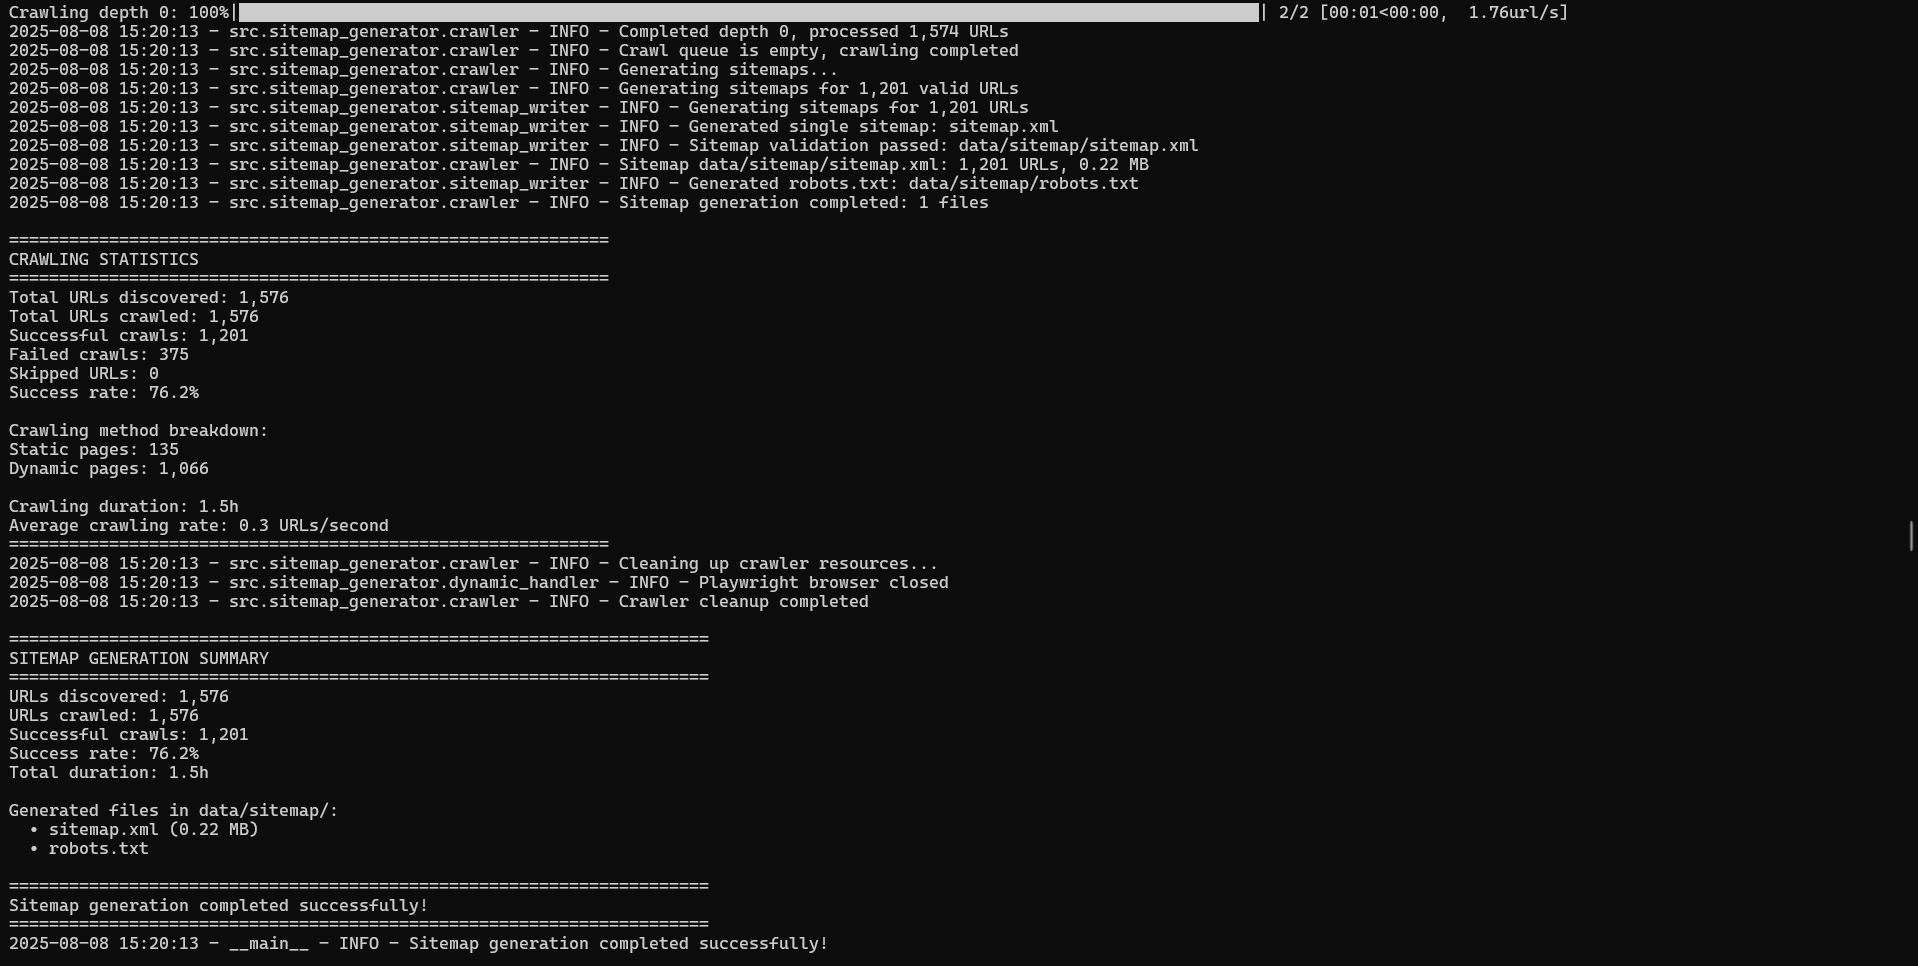 Crawling depth 0: 100%|██████████| 2/2 [00:01<00:00,  1.76url/s]
2025-08-08 15:20:13 - src.sitemap_generator.crawler - INFO - Completed depth 0, processed 1,574 URLs
2025-08-08 15:20:13 - src.sitemap_generator.crawler - INFO - Crawl queue is empty, crawling completed
2025-08-08 15:20:13 - src.sitemap_generator.crawler - INFO - Generating sitemaps...
2025-08-08 15:20:13 - src.sitemap_generator.crawler - INFO - Generating sitemaps for 1,201 valid URLs
2025-08-08 15:20:13 - src.sitemap_generator.sitemap_writer - INFO - Generating sitemaps for 1,201 URLs
2025-08-08 15:20:13 - src.sitemap_generator.sitemap_writer - INFO - Generated single sitemap: sitemap.xml
2025-08-08 15:20:13 - src.sitemap_generator.sitemap_writer - INFO - Sitemap validation passed: data/sitemap/sitemap.xml
2025-08-08 15:20:13 - src.sitemap_generator.crawler - INFO - Sitemap data/sitemap/sitemap.xml: 1,201 URLs, 0.22 MB
2025-08-08 15:20:13 - src.sitemap_generator.sitemap_writer - INFO - Generated robots.txt: data/sitemap/robots.txt
2025-08-08 15:20:13 - src.sitemap_generator.crawler - INFO - Sitemap generation completed: 1 files
============================================================
CRAWLING STATISTICS
============================================================
Total URLs discovered: 1,576
Total URLs crawled: 1,576
Successful crawls: 1,201
Failed crawls: 375
Skipped URLs: 0
Success rate: 76.2%
Crawling method breakdown:
Static pages: 135
Dynamic pages: 1,066
Crawling duration: 1.5h
Average crawling rate: 0.3 URLs/second
============================================================
2025-08-08 15:20:13 - src.sitemap_generator.crawler - INFO - Cleaning up crawler resources...
2025-08-08 15:20:13 - src.sitemap_generator.dynamic_handler - INFO - Playwright browser closed
2025-08-08 15:20:13 - src.sitemap_generator.crawler - INFO - Crawler cleanup completed
======================================================================
SITEMAP GENERATION SUMMARY
======================================================================
URLs discovered: 1,576
URLs crawled: 1,576
Successful crawls: 1,201
Success rate: 76.2%
Total duration: 1.5h
Generated files in data/sitemap/:
  • sitemap.xml (0.22 MB)
  • robots.txt
======================================================================
Sitemap generation completed successfully!
======================================================================
2025-08-08 15:20:13 - __main__ - INFO - Sitemap generation completed successfully!